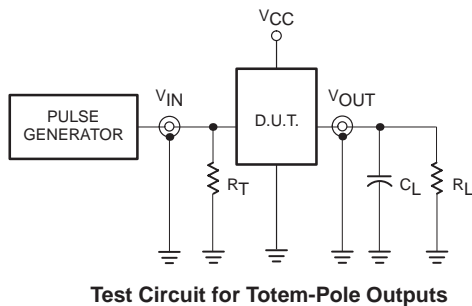 VCC
VIN
VOUT
PULSE
GENERATOR
D.U.T.
RT
CL
RL
Test Circuit for Totem-Pole Outputs